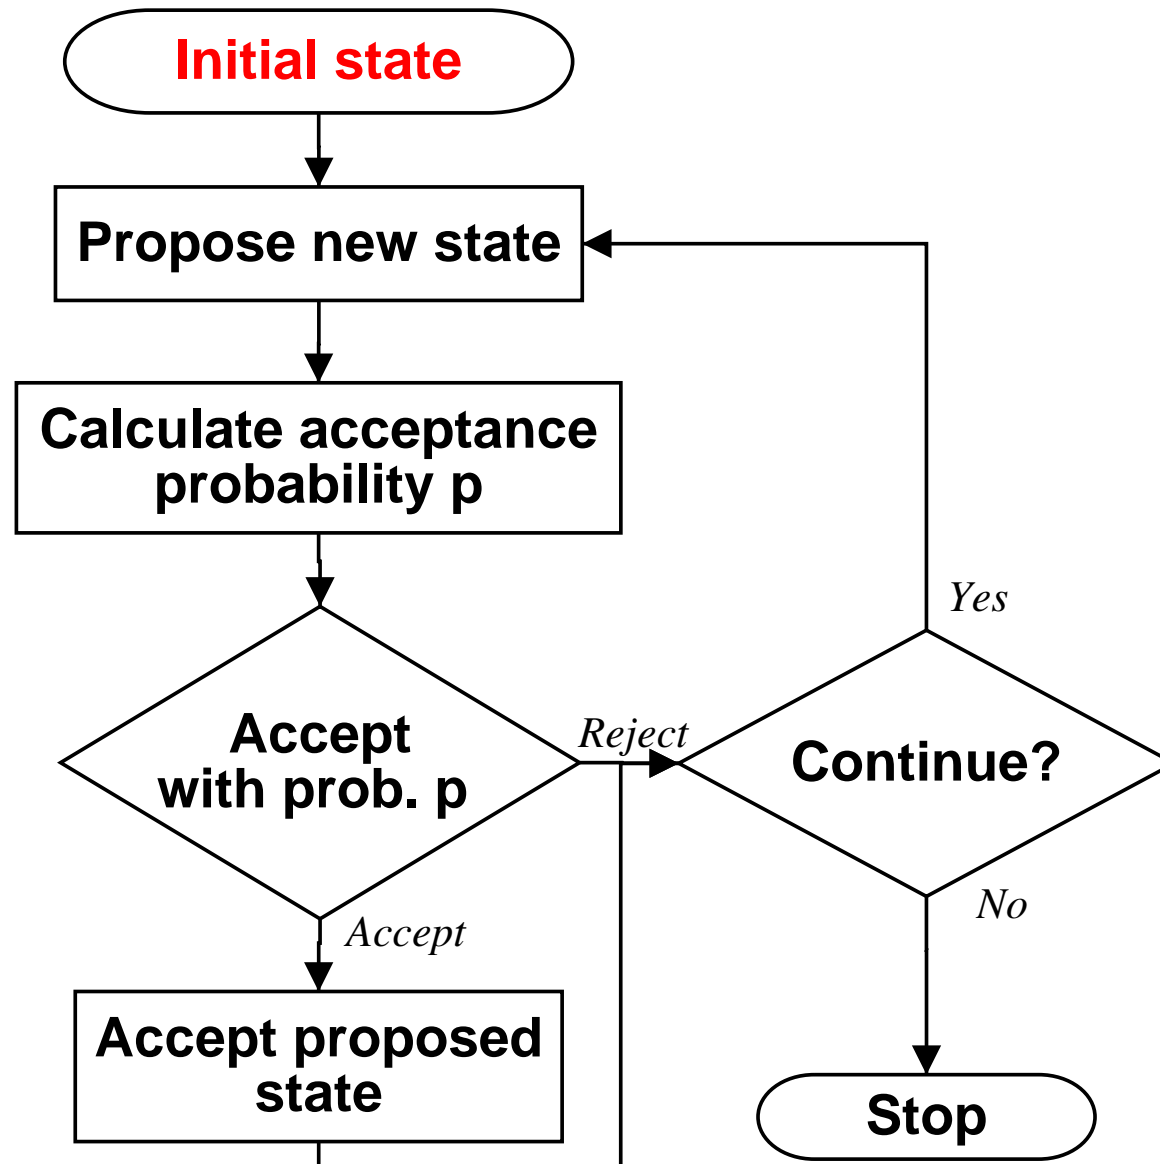 Initial state
Propose new state
Calculate acceptance
probability p
Accept
with prob. p
Reject
Accept
Accept proposed
state
Continue?
Yes
No
Stop